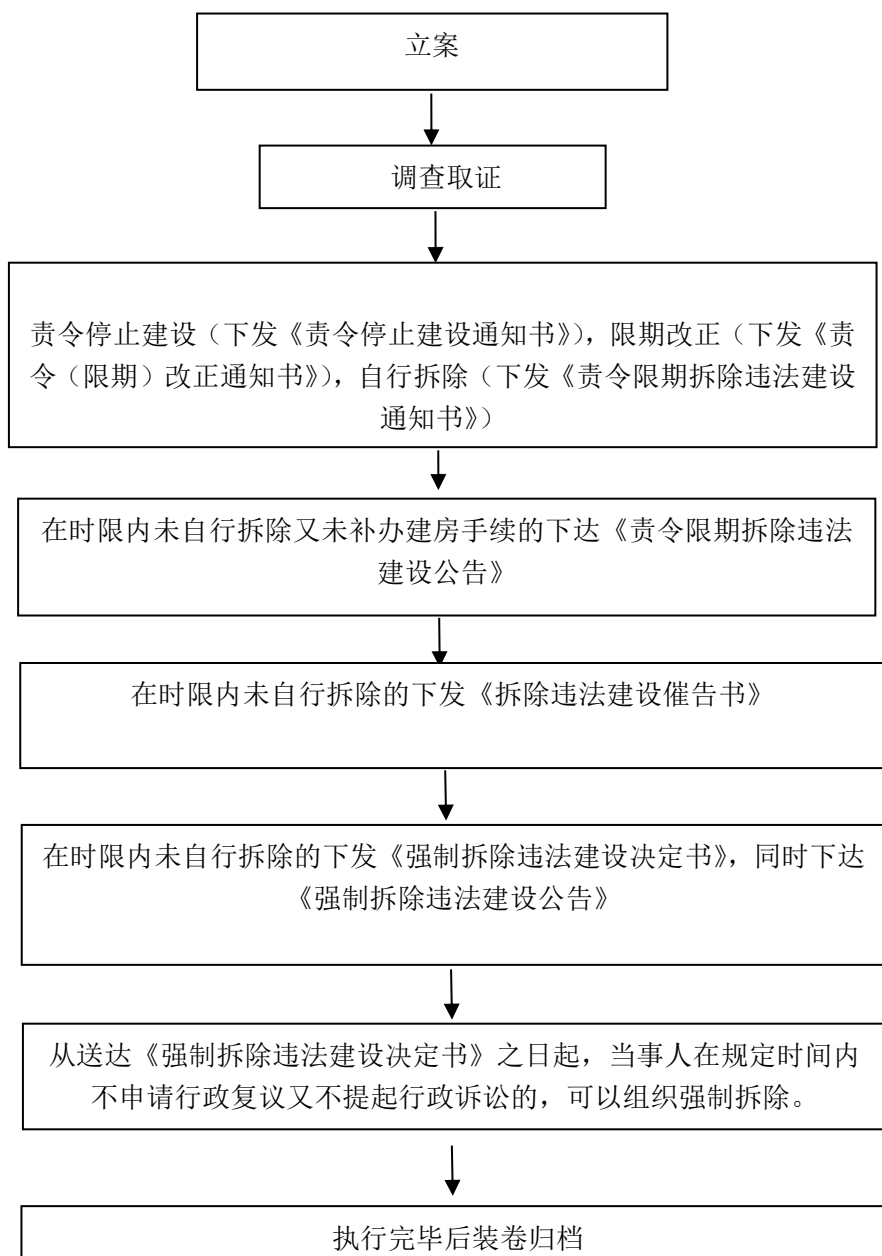 立案
调查取证
责令停止建设（下发《责令停止建设通知书》），限期改正（下发《责
令（限期）改正通知书》），自行拆除（下发《责令限期拆除违法建设
通知书》）
在时限内未自行拆除又未补办建房手续的下达《责令限期拆除违法
建设公告》
在时限内未自行拆除的下发《拆除违法建设催告书》
在时限内未自行拆除的下发《强制拆除违法建设决定书》，同时下达
《强制拆除违法建设公告》
从送达《强制拆除违法建设决定书》之日起，当事人在规定时间内
不申请行政复议又不提起行政诉讼的，可以组织强制拆除。
执行完毕后装卷归档